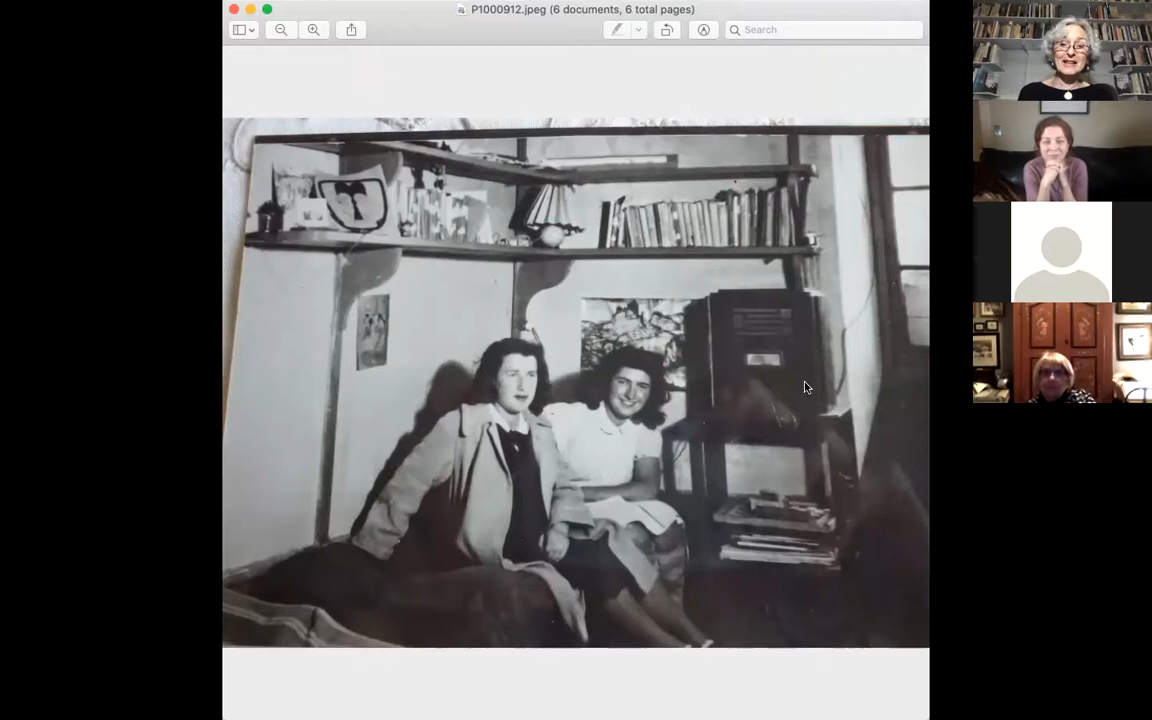 P1000912.jpeg (6 documents, 6 total pages)
Search